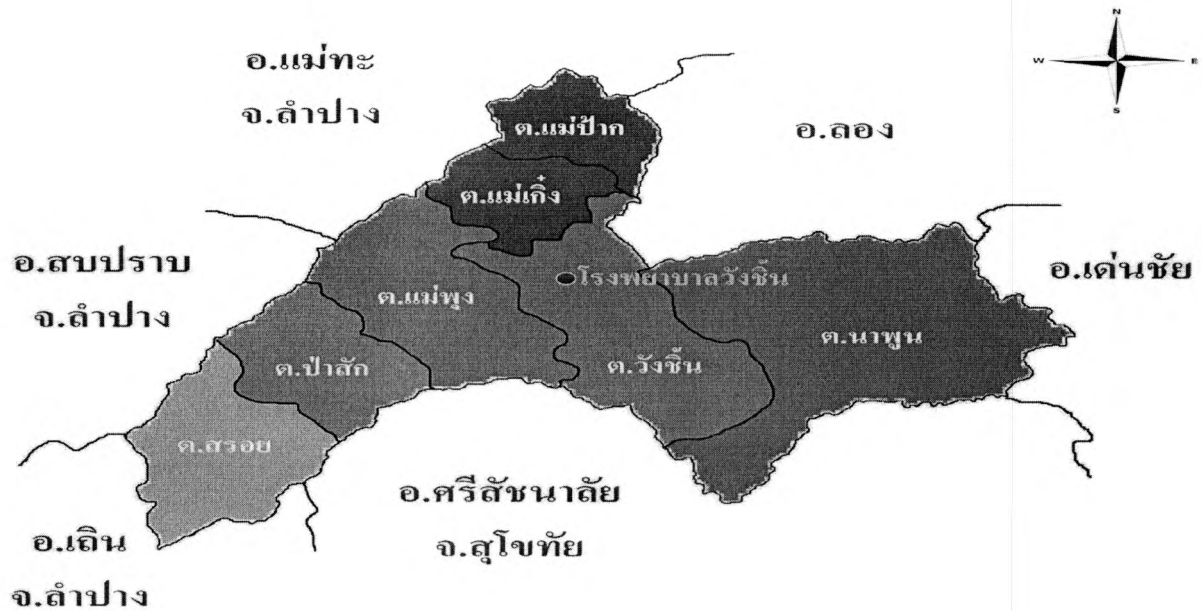 N
W
E
S
อ.แม่ทะ
จ.ลำปาง
ต.แม่ป้าก
อ.ลอง
ต.แม่เกิ๋ง
อ.สบปราบ
จ.ลำปาง
โรงพยาบาลวังชิ้น
อ.เด่นชัย
ต.แม่พุง
ต.นาพูน
ต.ป่าสัก
ต.วังชิ้น
ต.สรอย
อ.ศรีสัชนาลัย
จ.สุโขทัย
อ.เถิน
จ.ลำปาง